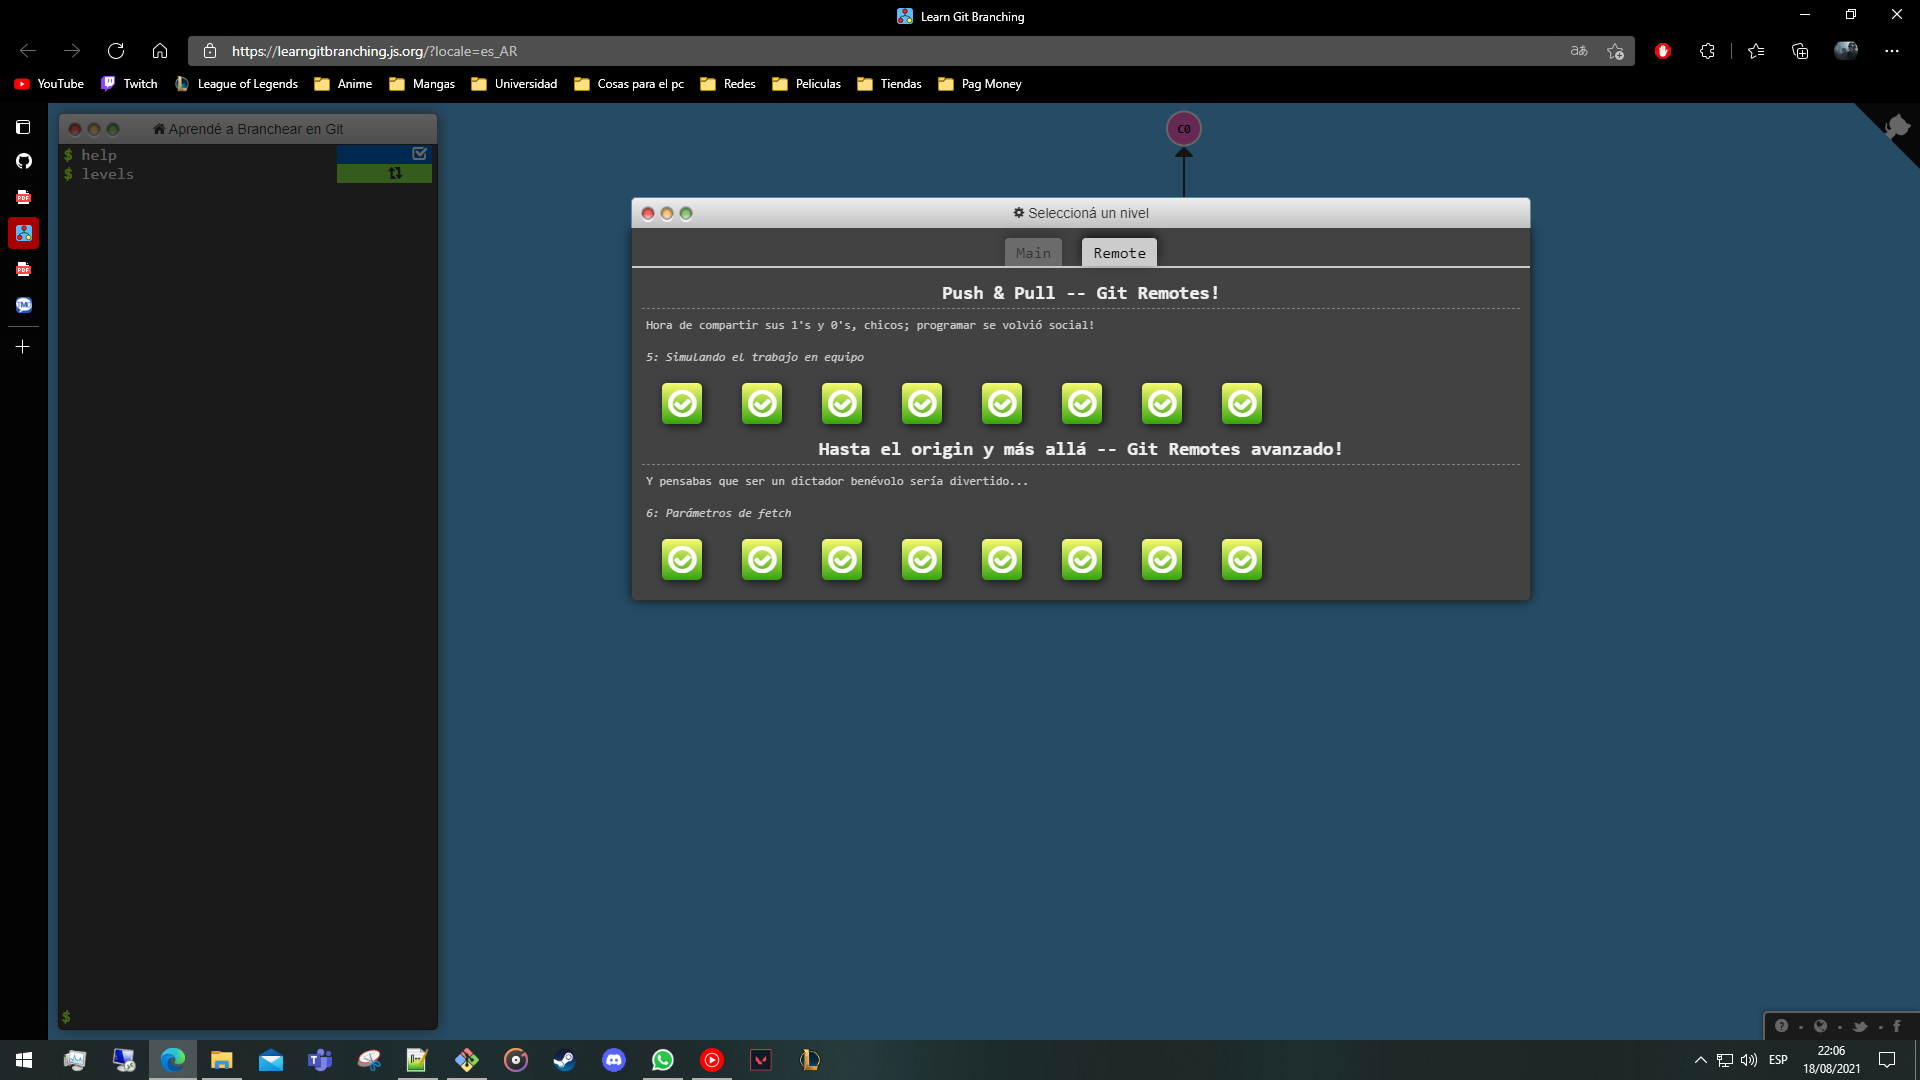 Learn Git Branching
https://learngitbranching.js.org/?locale=es_AR
YouTube Twitch League of Legends Anime Mangas Universidad Cosas para el pc Redes Peliculas Tiendas Pag Money
Aprendé a Branchear en Git
$ help
$ levels
C0
Seleccioná un nivel
Main Remote
Push & Pull -- Git Remotes!
Hora de compartir sus 1's y 0's, chicos; programar se volvió social!
5: Simulando el trabajo en equipo
Hasta el origin y más allá -- Git Remotes avanzado!
Y pensabas que ser un dictador benévolo sería divertido...
6: Parámetros de fetch
$
ESP
22:06
18/08/2021